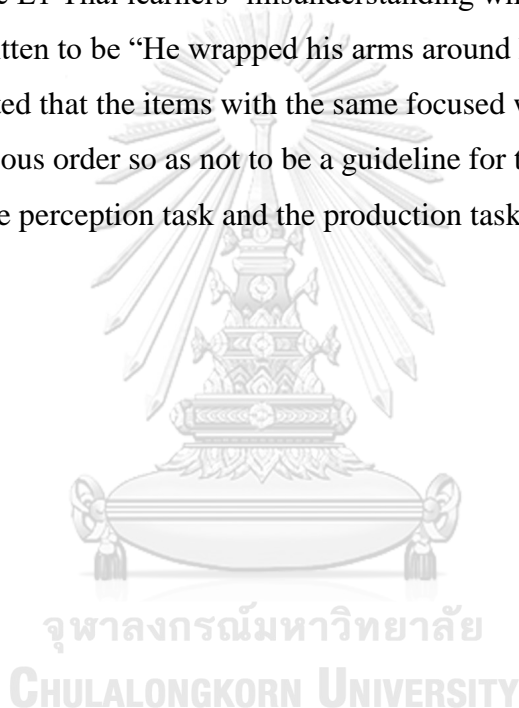 L1 Thai learners' misunderstanding wi
tten to be “He wrapped his arms around
ted that the items with the same focused
ous order so as not to be a guideline for t
e perception task and the production task
จุฬาลงกรณ์มหาวิทยาลัย
CHULALONGKORN UNIVERSITY